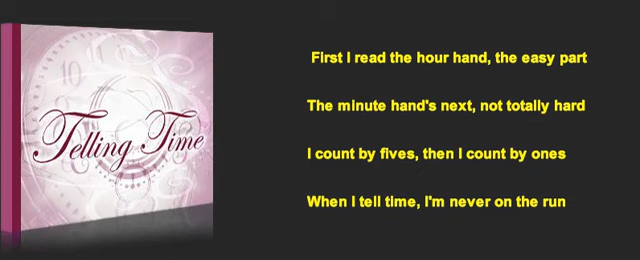 Telling Time
First I read the hour hand, the easy part
The minute hand's next, not totally hard
I count by fives, then I count by ones
When I tell time, I'm never on the run
10